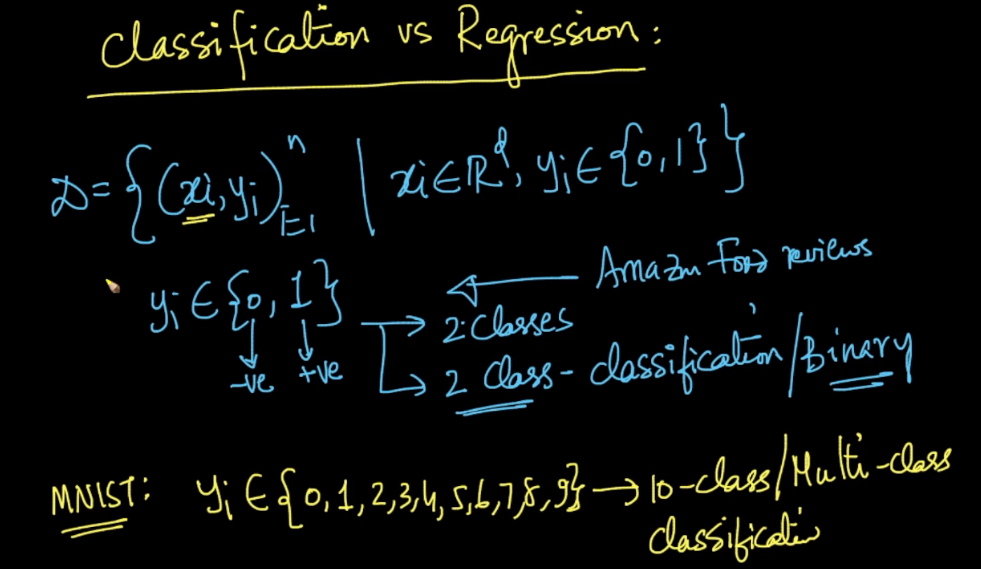 Classification vs Regression:
D = {(xi, yi)ⁿi=1 | xi ∈ ℝᵈ, yi ∈ {0,1}}
Amazon Food reviews
yi ∈ {0, 1}
→ 2 classes
-ve +ve
→ 2 class - classification / Binary
MNIST: yi ∈ {0,1,2,3,4,5,6,7,8,9} → 10-class / Multi-class
classification